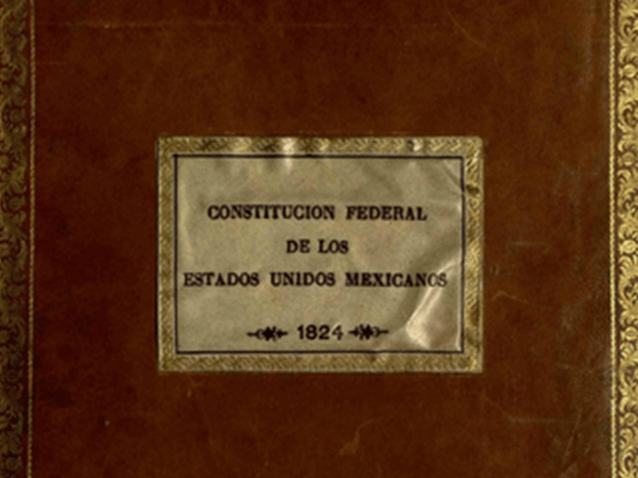 CONSTITUCION FEDERAL
DE LOS
ESTADOS UNIDOS MEXICANOS
1824